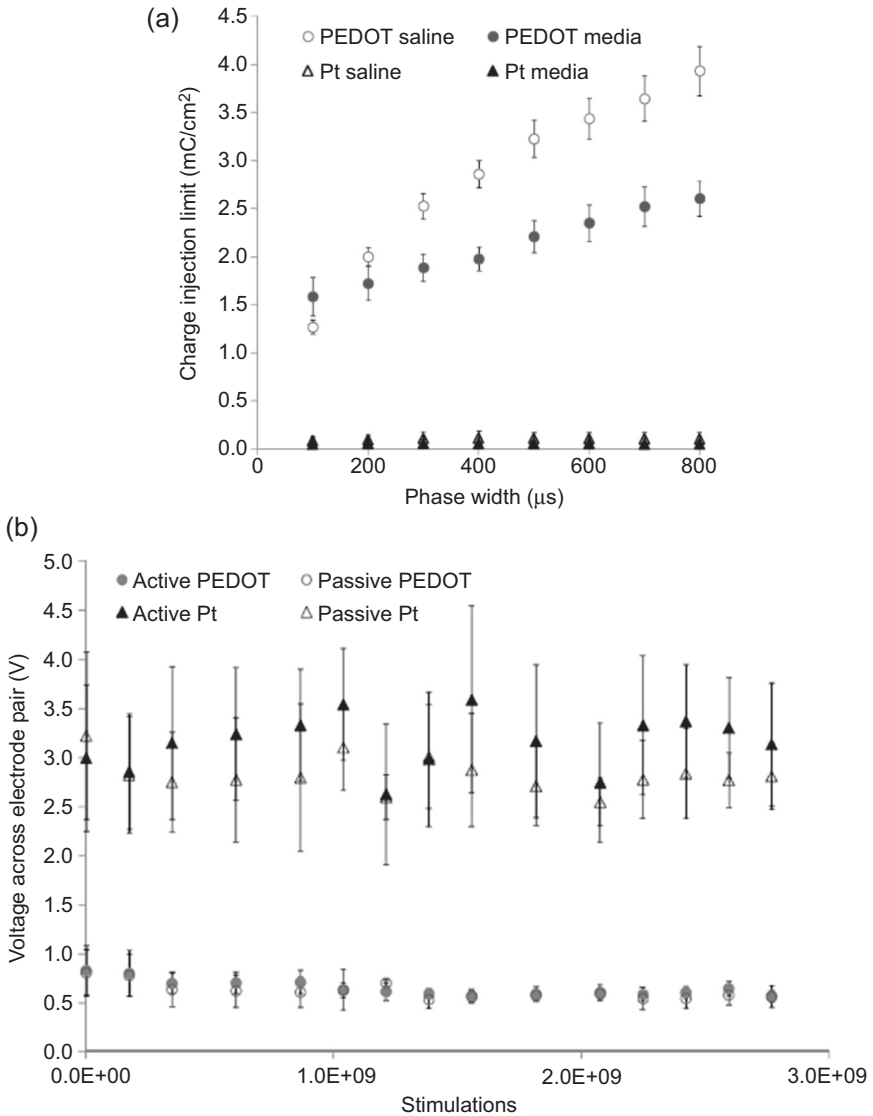 (a)
4.5
4.0
3.5
3.0
2.5
2.0
1.5
1.0
0.5
0.0
Charge injection limit (mC/cm²)
PEDOT saline PEDOT media
Pt saline Pt media
0 200 400 600 800
Phase width (μs)
(b)
5.0
4.5
4.0
3.5
3.0
2.5
2.0
1.5
1.0
0.5
0.0
Voltage across electrode pair (V)
Active PEDOT Passive PEDOT
Active Pt Passive Pt
0.0E+00 1.0E+09 2.0E+09 3.0E+09
Stimulations